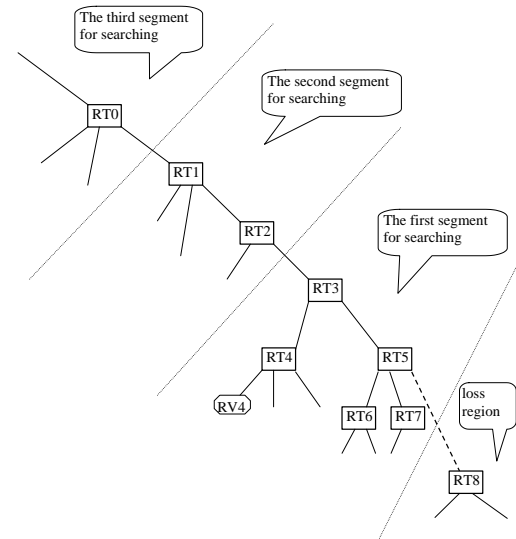 The third segment
for searching
The second segment
for searching
RT0
RT1
The first segment
for searching
RT2
RT3
RT4
RT5
RV4
RT6
RT7
loss
region
RT8